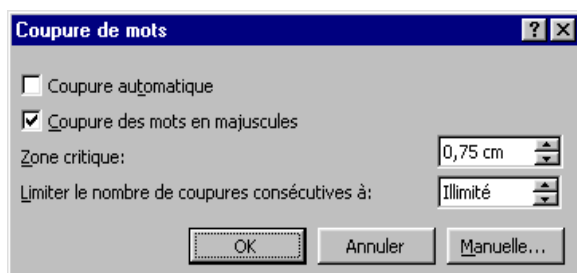 Coupure de mots
Coupure automatique
Coupure des mots en majuscules
Zone critique: 0,75 cm
Limiter le nombre de coupures consécutives à: Illimité
OK Annuler Manuelle...